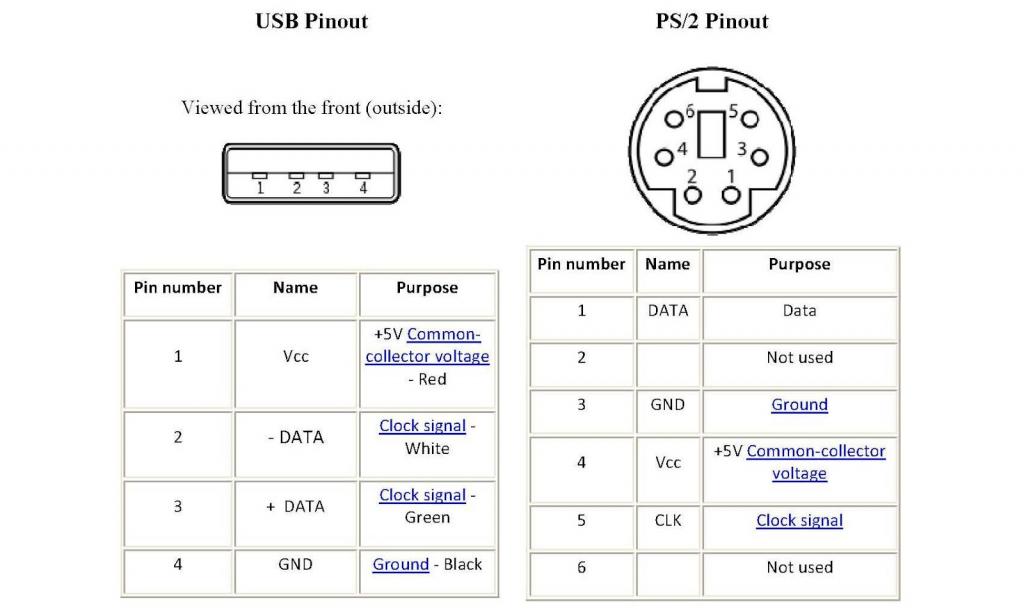 USB Pinout
Viewed from the front (outside):
1 2 3 4
Pin number Name Purpose
1 Vcc +5V Common-
collector voltage
- Red
2 - DATA Clock signal -
White
3 + DATA Clock signal -
Green
4 GND Ground - Black
PS/2 Pinout
6 5
4 3
2 1
Pin number Name Purpose
1 DATA Data
2 Not used
3 GND Ground
4 Vcc +5V Common-collector
voltage
5 CLK Clock signal
6 Not used